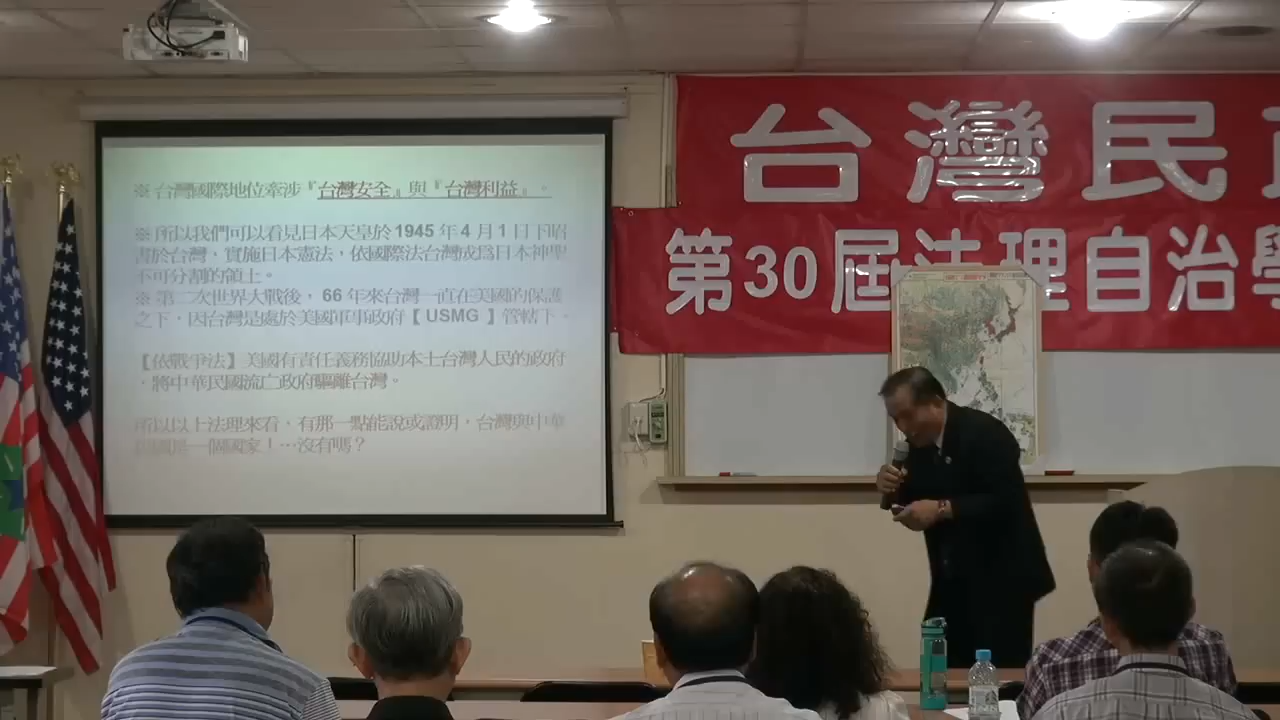 ※ 台灣國際地位牽涉『台灣安全』與『台灣利益』。
※ 所以我們可以看見日本天皇於 1945 年 4 月 1 日下昭
書於台灣，實施日本憲法，依國際法台灣成為日本神聖
不可分割的領土。
※ 第二次世界大戰後， 66 年來台灣一直在美國的保護
之下，因台灣是處於美國軍事政府【 USMG 】管轄下。
【依戰爭法】美國有責任義務協助本土台灣人民的政府
，將中華民國流亡政府驅離台灣。
所以以上法理來看，有那一點能說或證明，台灣與中華
民國是一個國家！…沒有嗎？
台灣民
第30屆法理自治學